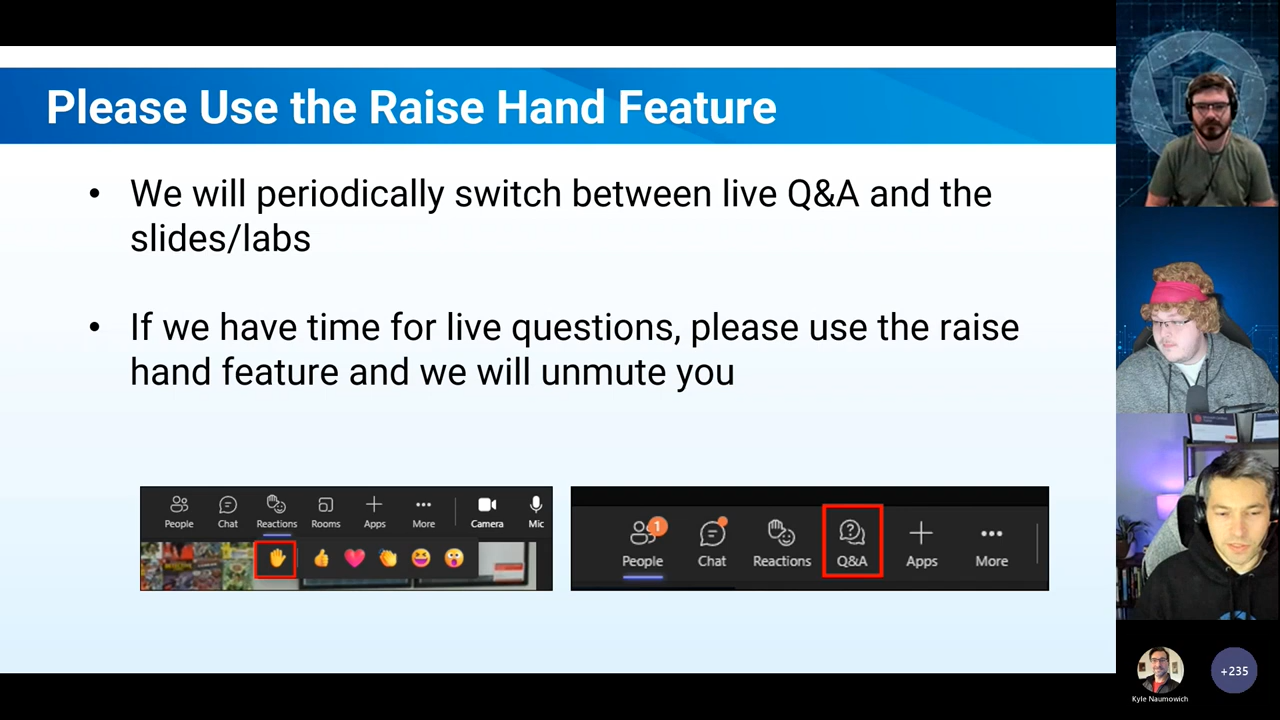 Please Use the Raise Hand Feature
• We will periodically switch between live Q&A and the
slides/labs
• If we have time for live questions, please use the raise
hand feature and we will unmute you
People Chat Reactions Rooms Apps More Camera Mic
1
People Chat Reactions Q&A Apps More
+235
Kyle Naumowich